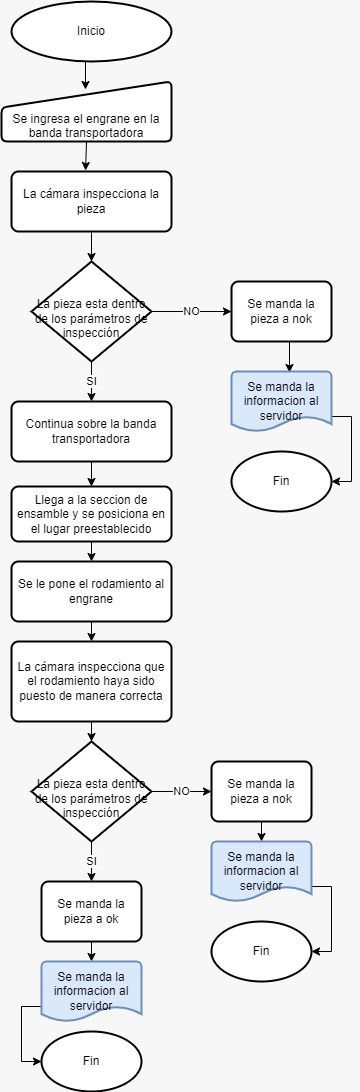 Inicio
Se ingresa el engrane en la
banda transportadora
La cámara inspecciona la
pieza
La pieza esta dentro
de los parámetros de
inspección
NO
Se manda la
pieza a nok
Se manda la
informacion al
servidor
Fin
SI
Continua sobre la banda
transportadora
Llega a la seccion de
ensamble y se posiciona en
el lugar preestablecido
Se le pone el rodamiento al
engrane
La cámara inspecciona que
el rodamiento haya sido
puesto de manera correcta
La pieza esta dentro
de los parámetros de
inspección
NO
Se manda la
pieza a nok
Se manda la
informacion al
servidor
Fin
SI
Se manda la
pieza a ok
Se manda la
informacion al
servidor
Fin